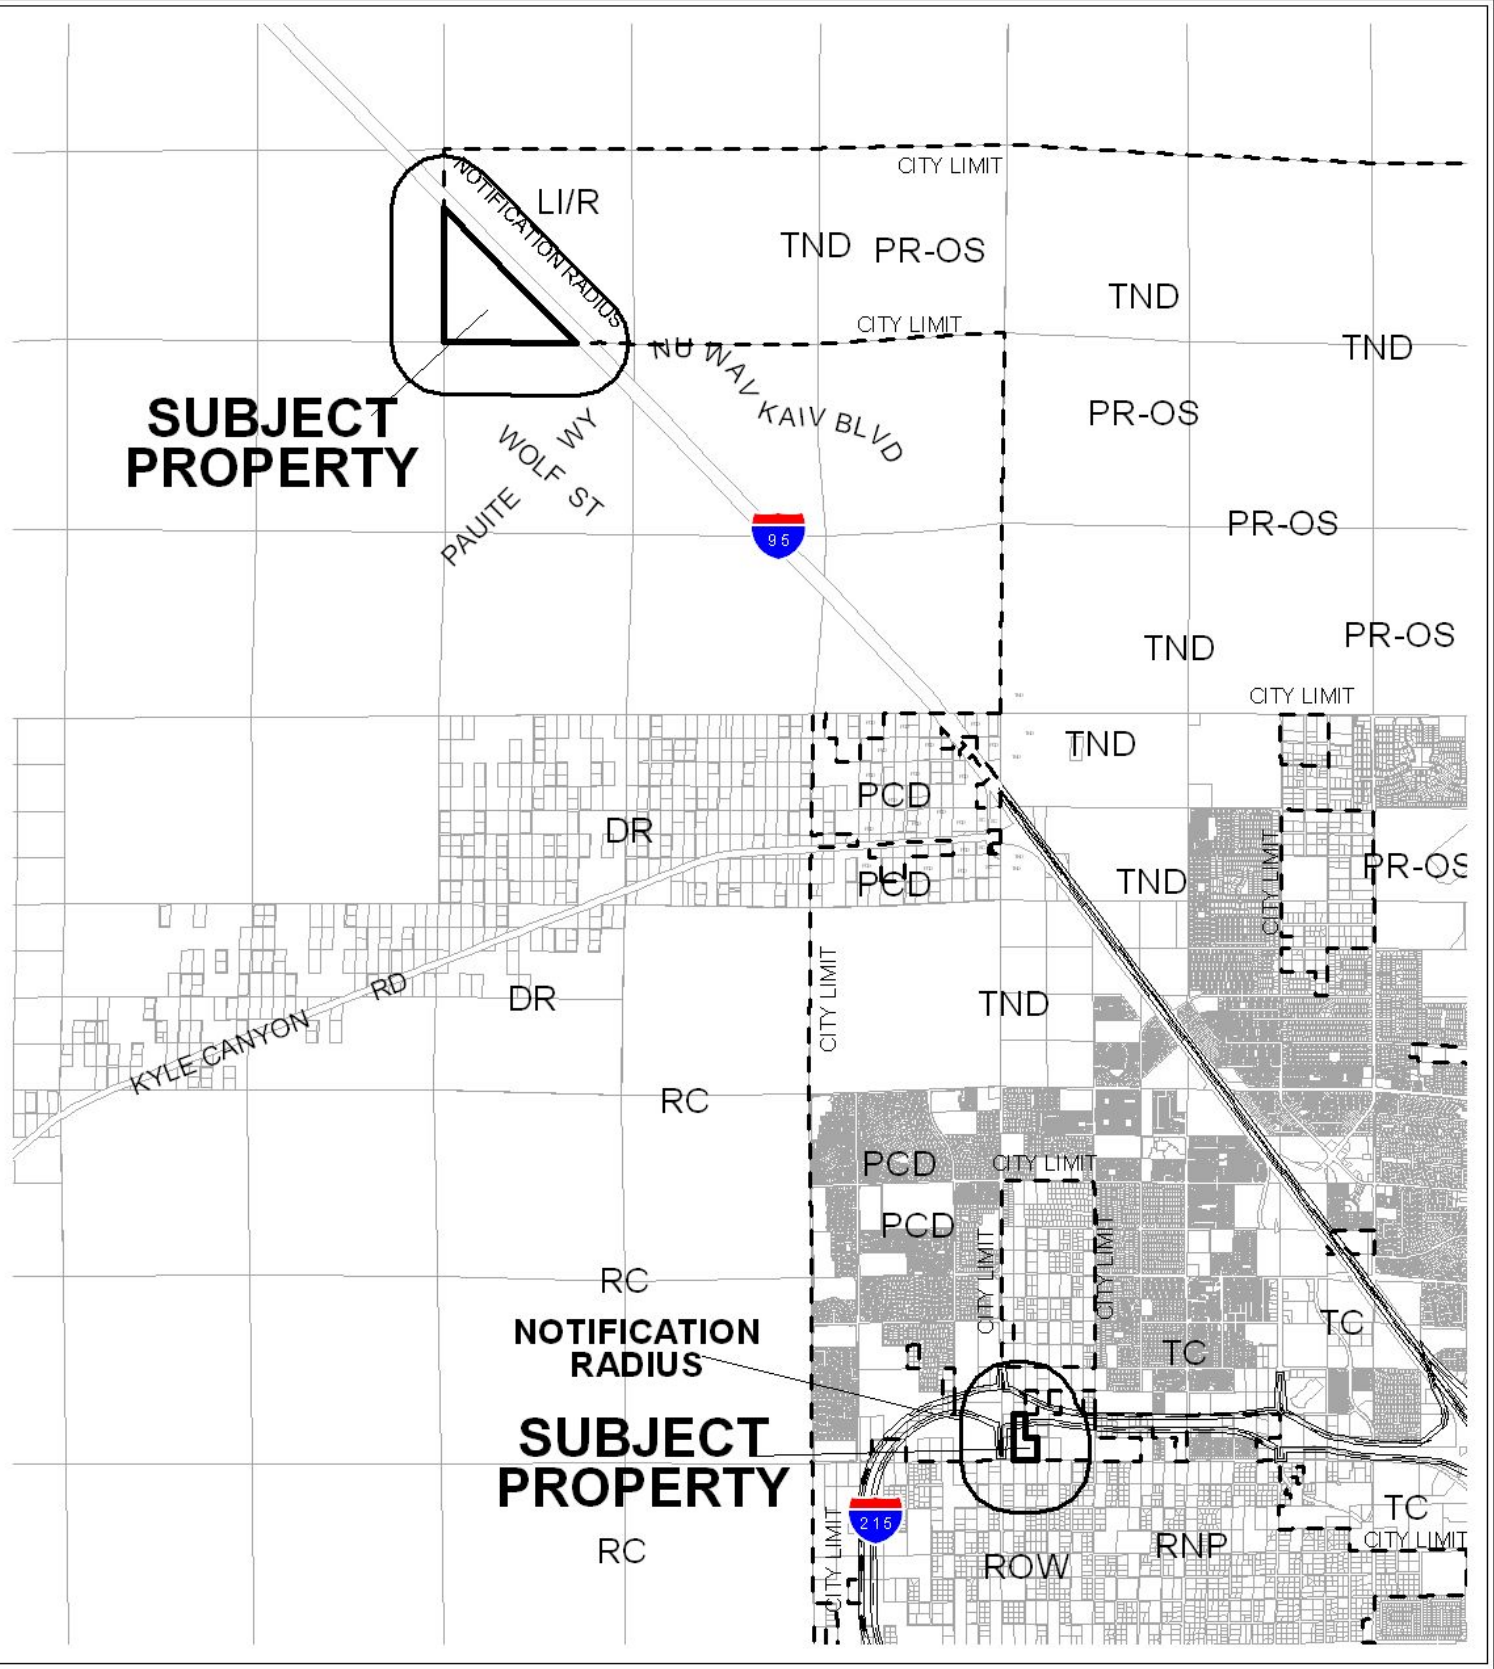 CITY LIMIT
NOTIFICATION RADIUS
LI/R
TND PR-OS
TND
CITY LIMIT
TND
NU WAV KAIV BLVD
SUBJECT
PROPERTY
PR-OS
WOLF ST
PAUITE WY
PR-OS
95
PR-OS
TND
CITY LIMIT
TND
PCD
DR
CITY LIMIT
PR-OS
TND
PCD
CITY LIMIT
RD
DR
TND
KYLE CANYON
RC
PCD
CITY LIMIT
PCD
CITY LIMIT
CITY LIMIT
RC
TC
NOTIFICATION
RADIUS
TC
SUBJECT
PROPERTY
TC
215
CITY LIMIT
RC
ROW
RNP
CITY LIMIT